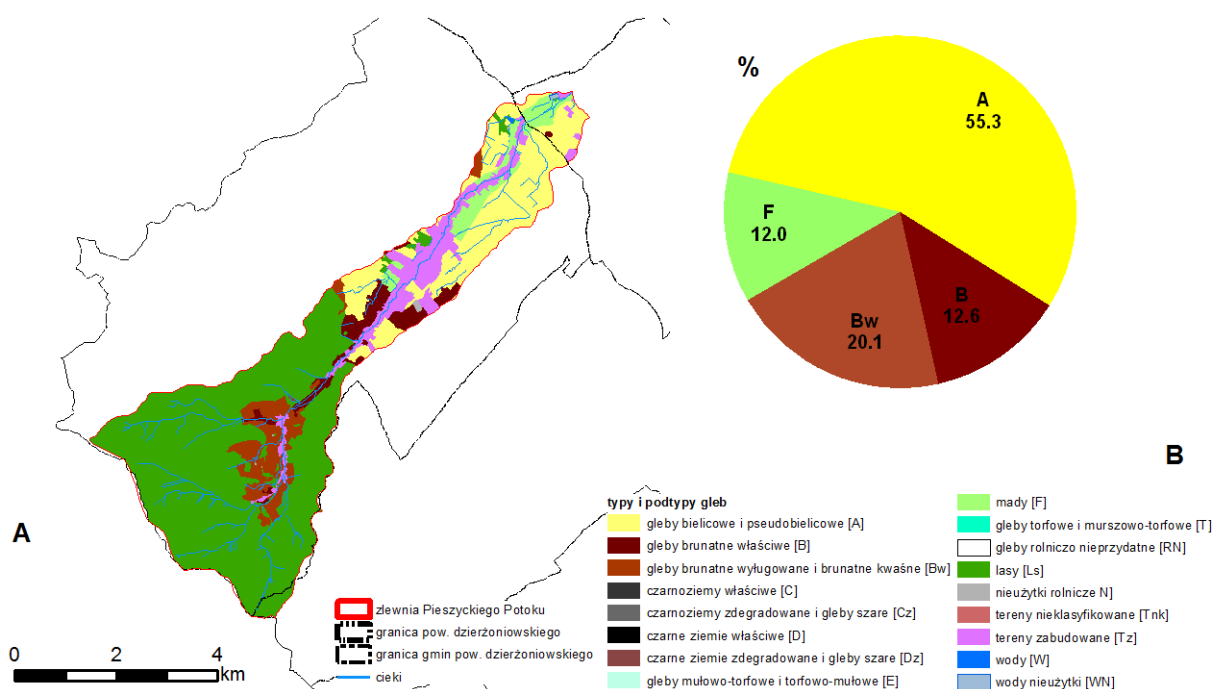 %
A
55.3
F
12.0
B
12.6
Bw
20.1
B
A
typy i podtypy gleb
gleby bielicowe i pseudobielicowe [A]
gleby brunatne właściwe [B]
gleby brunatne wyługowane i brunatne kwaśne [Bw]
czarnoziemy właściwe [C]
czarnoziemy zdegradowane i gleby szare [Cz]
czarne ziemie właściwe [D]
czarne ziemie zdegradowane i gleby szare [Dz]
gleby mułowo-torfowe i torfowo-mułowe [E]
mady [F]
gleby torfowe i murszowo-torfowe [T]
gleby rolniczo nieprzydatne [RN]
lasy [Ls]
nieużytki rolnicze N]
tereny nieklasyfikowane [Tnk]
tereny zabudowane [Tz]
wody [W]
wody nieużytki [WN]
zlewnia Pieszyckiego Potoku
granica pow. dzierżoniowskiego
granica gmin pow. dzierżoniowskiego
cieki
0 2 4
km